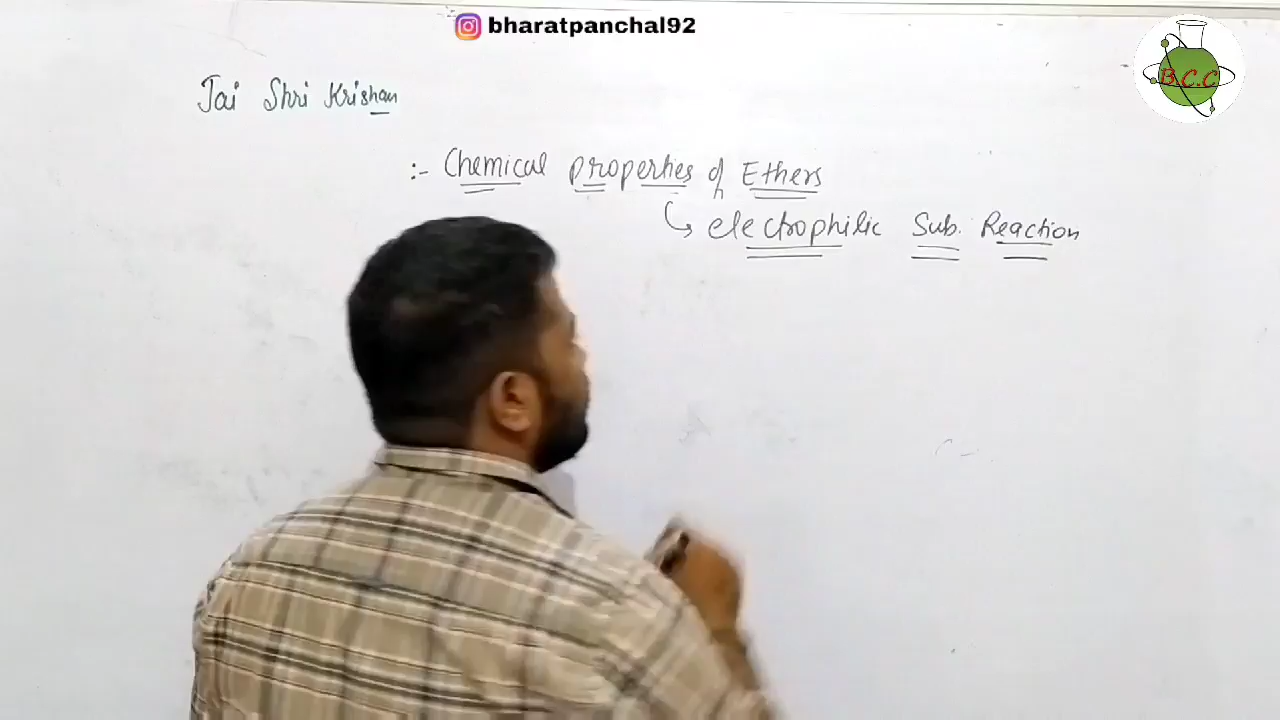 bharatpanchal92
B.C.C
Jai Shri Krishan
:- Chemical properties of Ethers
↳ electrophilic Sub. Reaction